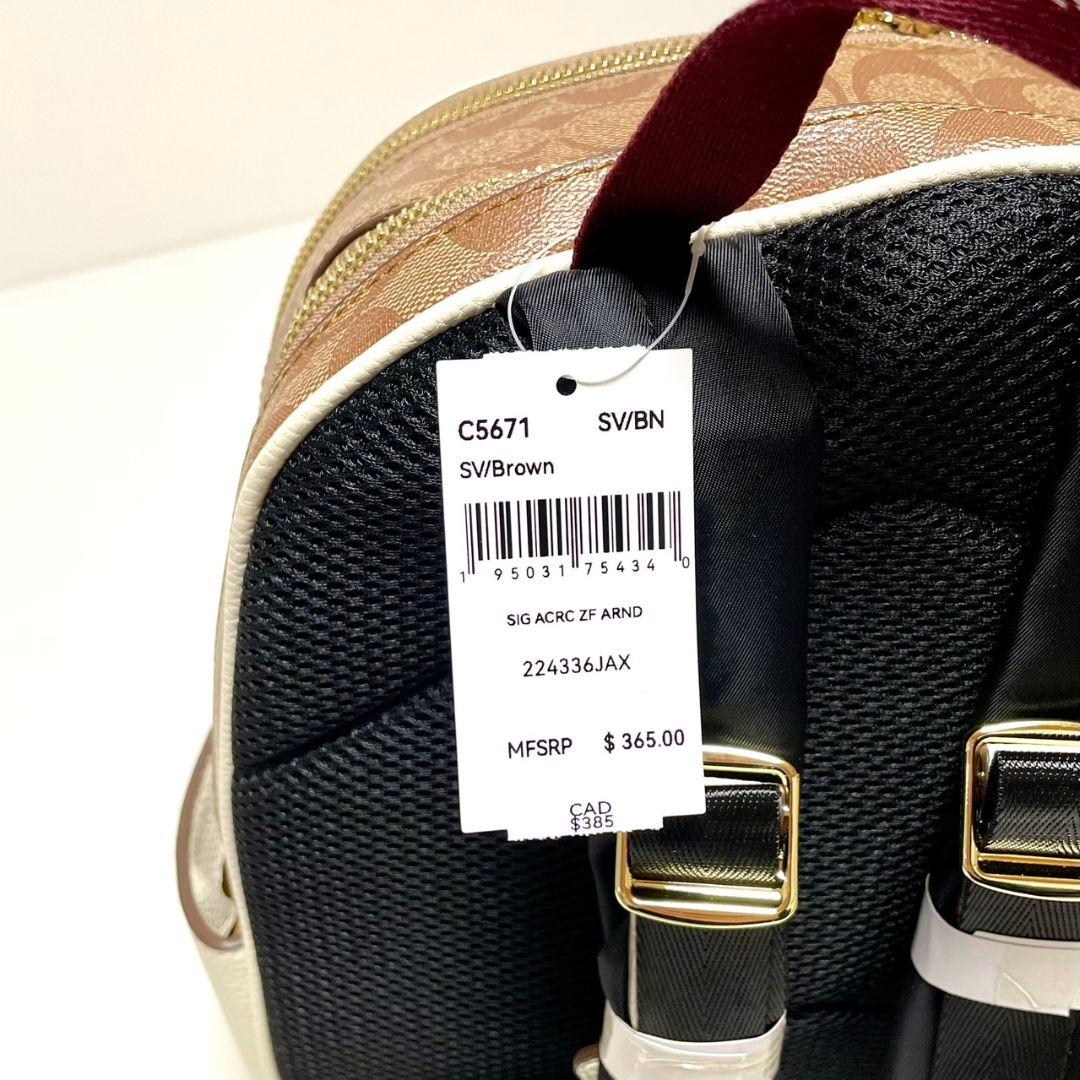 C5671 SV/BN
SV/Brown
1 95031 75434 0
SIG ACRC ZF ARND
224336JAX
MFSRP $ 365.00
CAD
$385